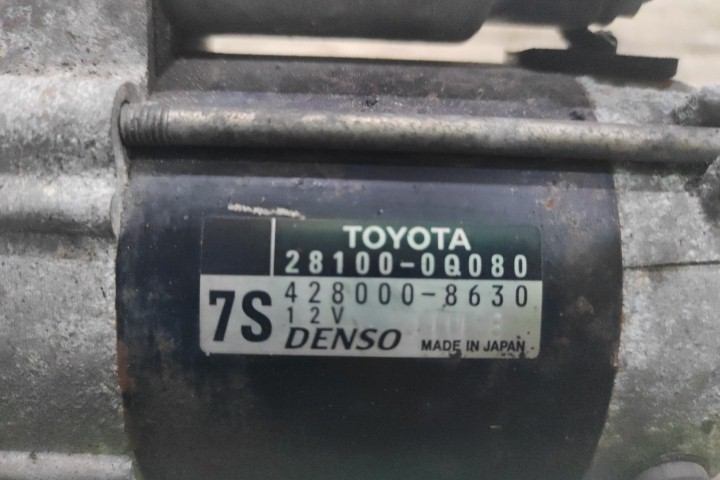 TOYOTA
28100-0Q080
7S
428000-8630
12V
DENSO MADE IN JAPAN